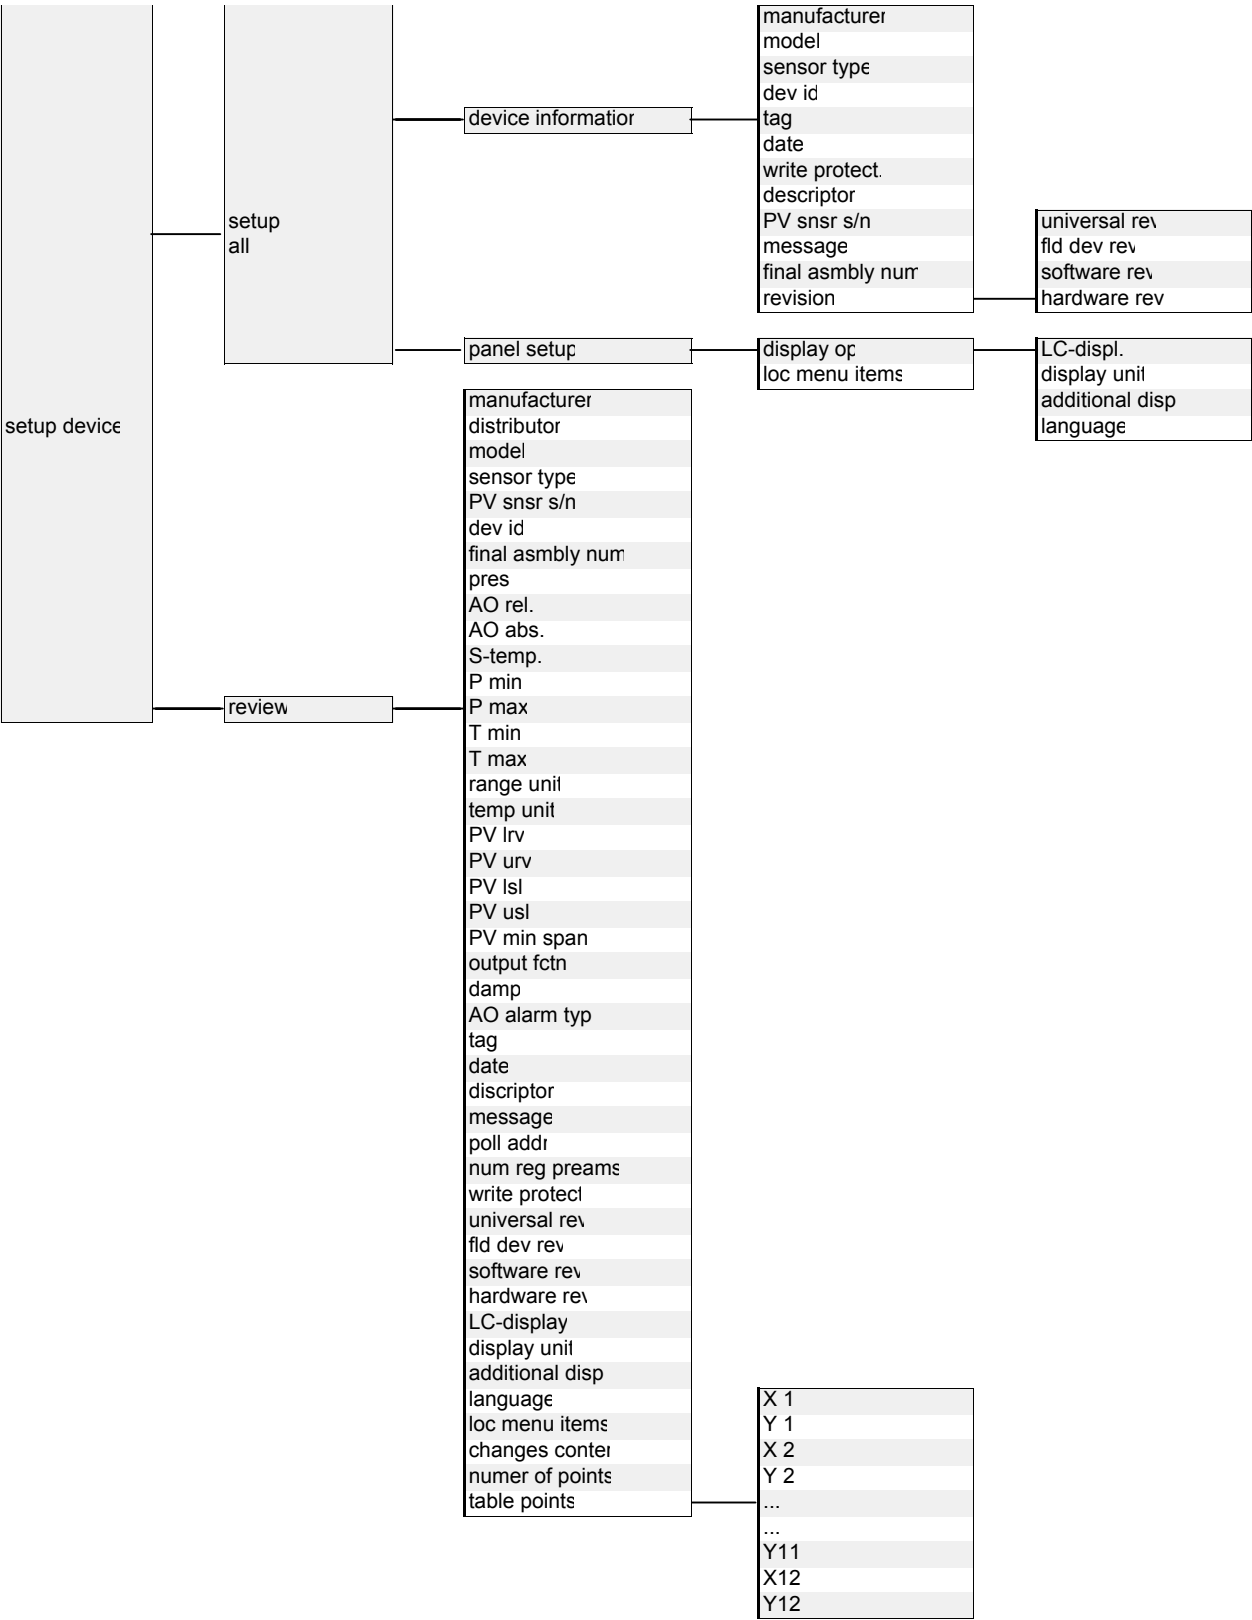 setup device
setup
all
device information
manufacturer
model
sensor type
dev id
tag
date
write protect.
descriptor
PV snsr s/n
message
final asmbly num
revision
universal rev
fld dev rev
software rev
hardware rev
panel setup
display op
loc menu items
LC-displ.
display unit
additional disp
language
review
manufacturer
distributor
model
sensor type
PV snsr s/n
dev id
final asmbly num
pres
AO rel.
AO abs.
S-temp.
P min
P max
T min
T max
range unit
temp unit
PV lrv
PV urv
PV lsl
PV usl
PV min span
output fctn
damp
AO alarm typ
tag
date
discriptor
message
poll addr
num reg preams
write protect
universal rev
fld dev rev
software rev
hardware rev
LC-display
display unit
additional disp
language
loc menu items
changes conter
numer of points
table points
X 1
Y 1
X 2
Y 2
...
...
Y11
X12
Y12